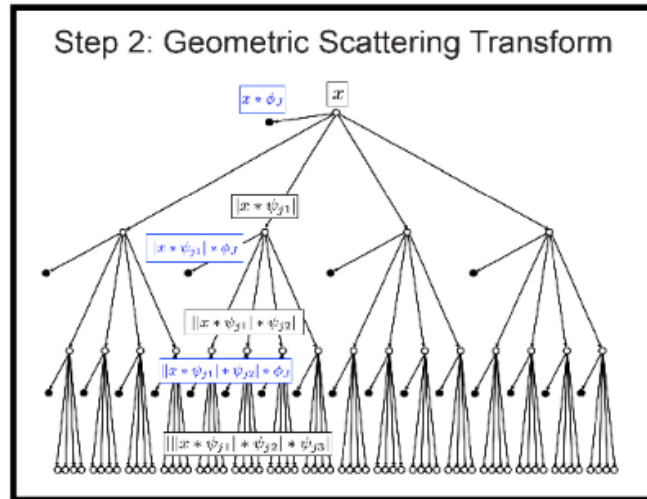 Step 2: Geometric Scattering Transform
x * ϕ_J
x
|x * ψ_{j1}|
|x * ψ_{j1}| * ϕ_J
||x * ψ_{j1}| * ψ_{j2}|
||x * ψ_{j1}| * ψ_{j2}| * ϕ_J
|||x * ψ_{j1}| * ψ_{j2}| * ψ_{j3}|